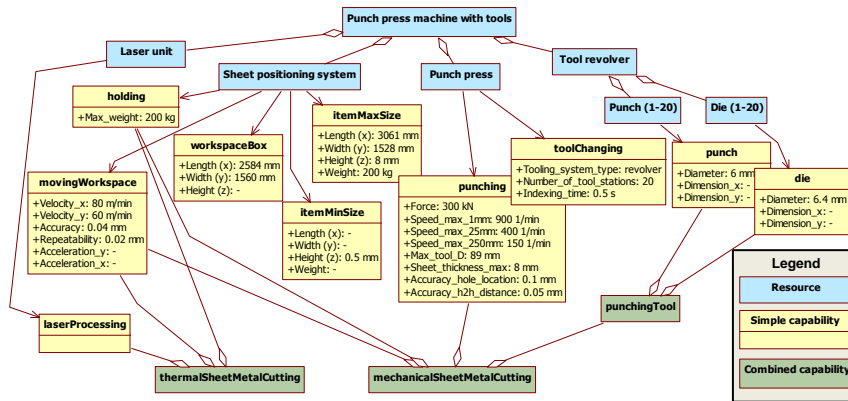 Punch press machine with tools
Laser unit
Tool revolver
Sheet positioning system
Punch press
holding
+Max_weight: 200 kg
itemMaxSize
+Length (x): 3061 mm
+Width (y): 1528 mm
+Height (z): 8 mm
+Weight: 200 kg
Punch (1-20)
Die (1-20)
workspaceBox
+Length (x): 2584 mm
+Width (y): 1560 mm
+Height (z): -
toolChanging
+Tooling_system_type: revolver
+Number_of_tool_stations: 20
+Indexing_time: 0.5 s
punch
+Diameter: 6 mm
+Dimension_x: -
+Dimension_y: -
die
+Diameter: 6.4 mm
+Dimension_x: -
+Dimension_y: -
movingWorkspace
+Velocity_x: 80 m/min
+Velocity_y: 60 m/min
+Accuracy: 0.04 mm
+Repeatability: 0.02 mm
+Acceleration_y: -
+Acceleration_x: -
punching
+Force: 300 kN
+Speed_max_1mm: 900 1/min
+Speed_max_25mm: 400 1/min
+Speed_max_250mm: 150 1/min
+Max_tool_D: 89 mm
+Sheet_thickness_max: 8 mm
+Accuracy_hole_location: 0.1 mm
+Accuracy_h2h_distance: 0.05 mm
itemMinSize
+Length (x): -
+Width (y): -
+Height (z): 0.5 mm
+Weight: -
punchingTool
laserProcessing
thermalSheetMetalCutting
mechanicalSheetMetalCutting
Legend
Resource
Simple capability
Combined capability